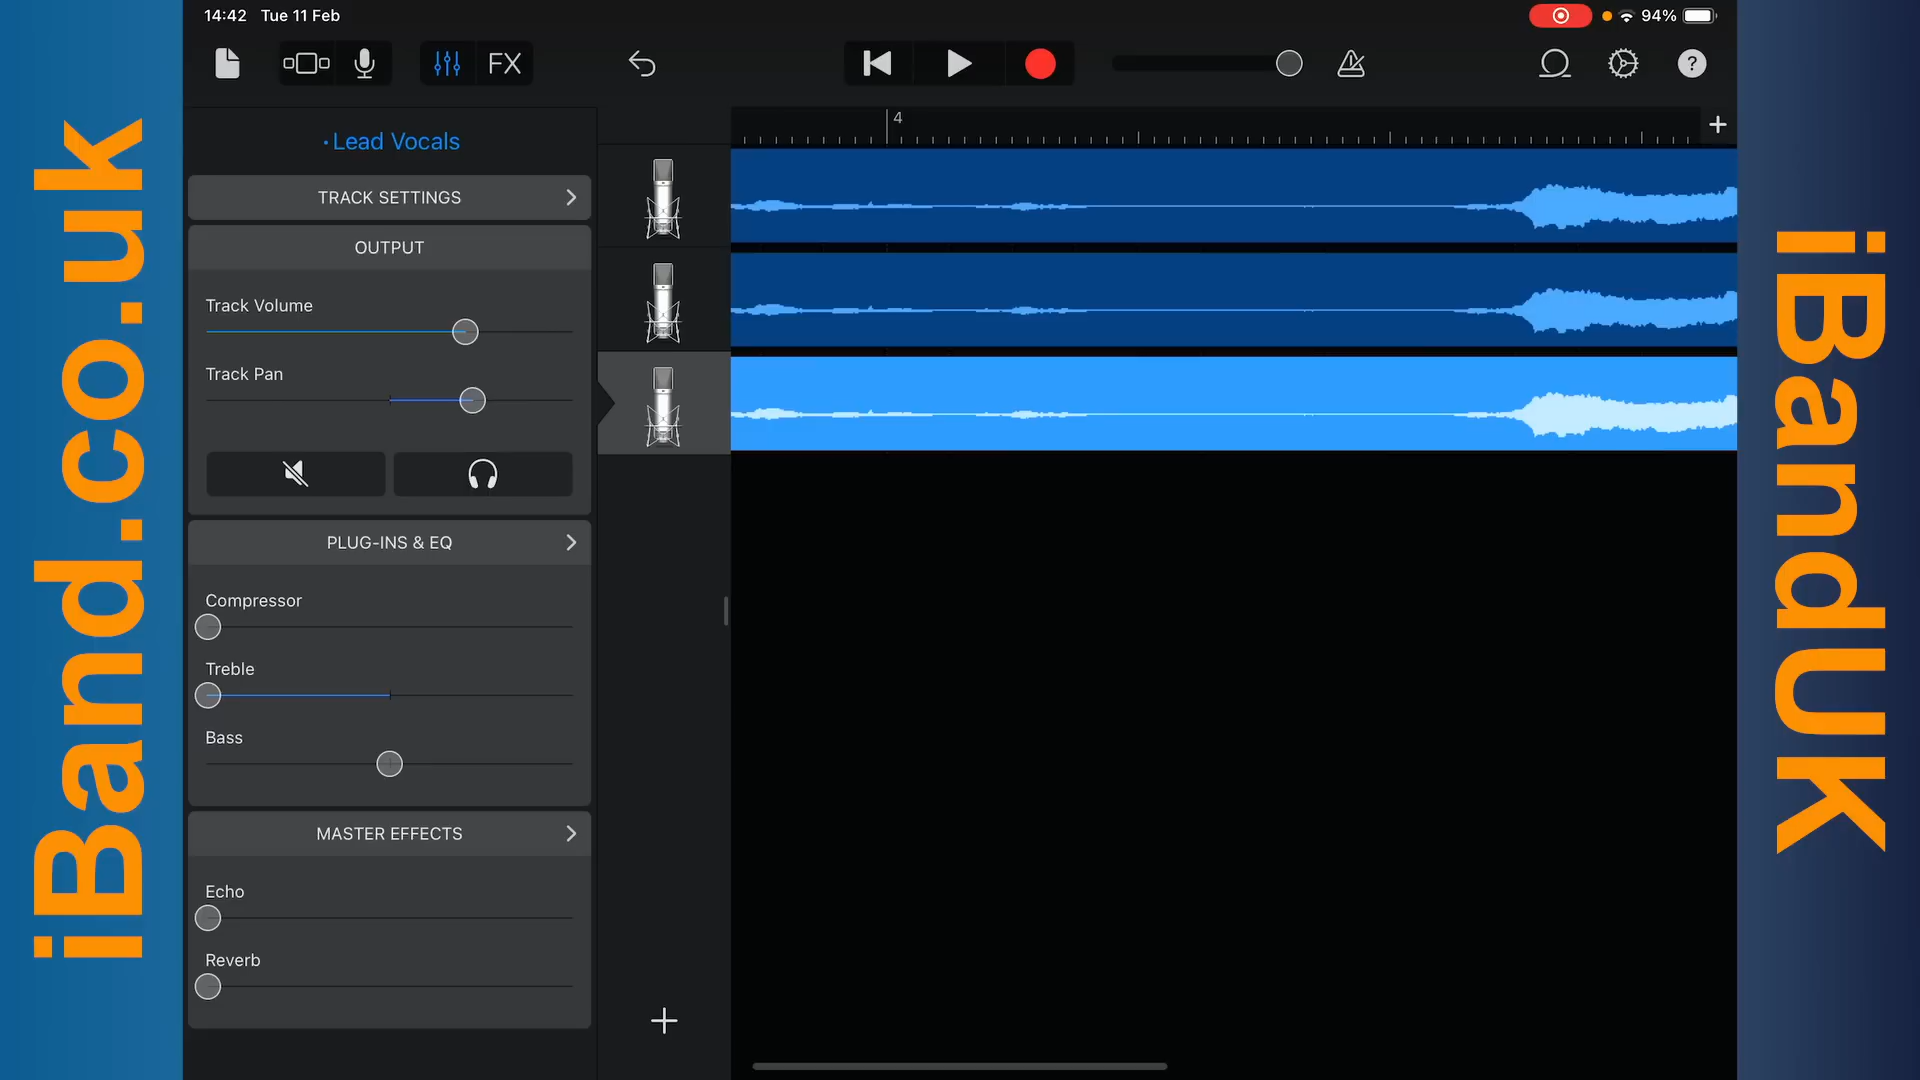 iBand.co.uk
14:42 Tue 11 Feb
94%
FX
?
4
Lead Vocals
TRACK SETTINGS
OUTPUT
Track Volume
Track Pan
PLUG-INS & EQ
Compressor
Treble
Bass
MASTER EFFECTS
Echo
Reverb
iBandUK